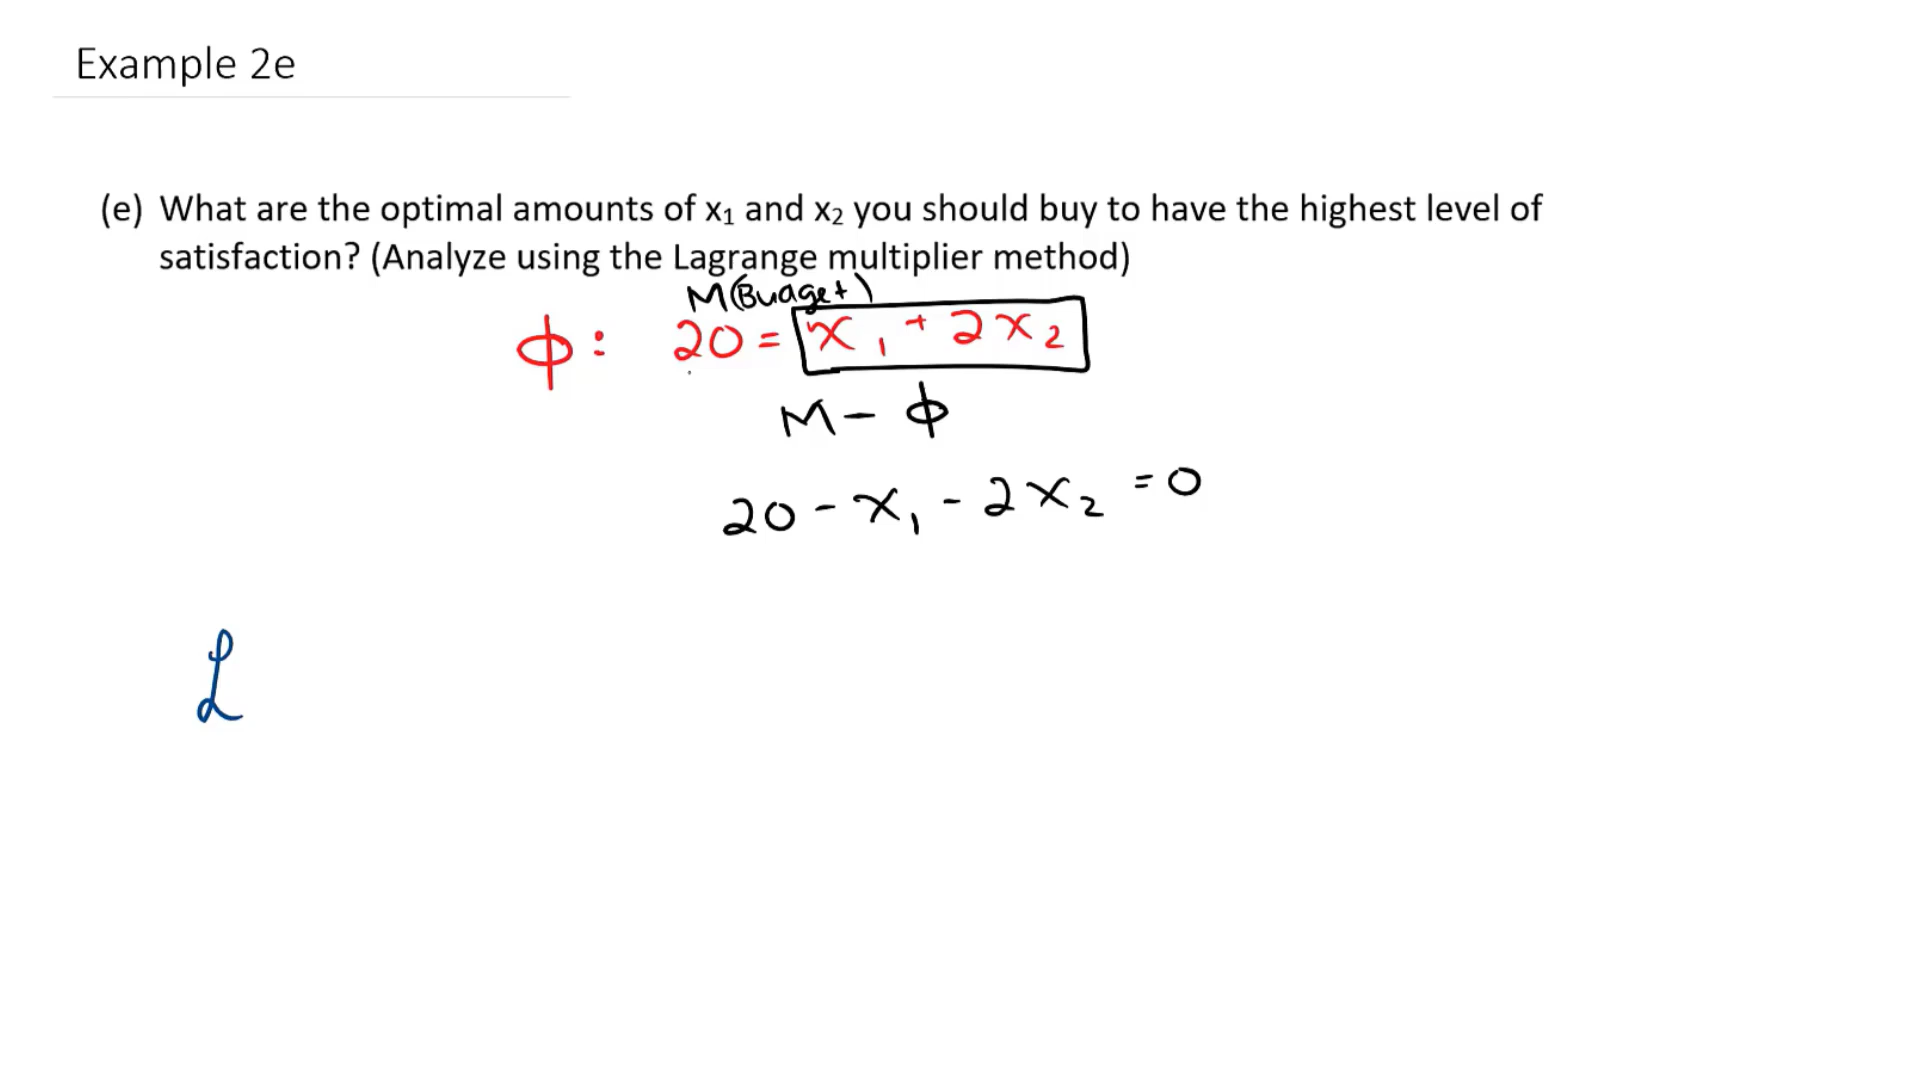 Example 2e
(e) What are the optimal amounts of x₁ and x₂ you should buy to have the highest level of
satisfaction? (Analyze using the Lagrange multiplier method)
M(Budget)
ϕ: 20 = x₁ + 2x₂
M - ϕ
20 - x₁ - 2x₂ = 0
ℒ